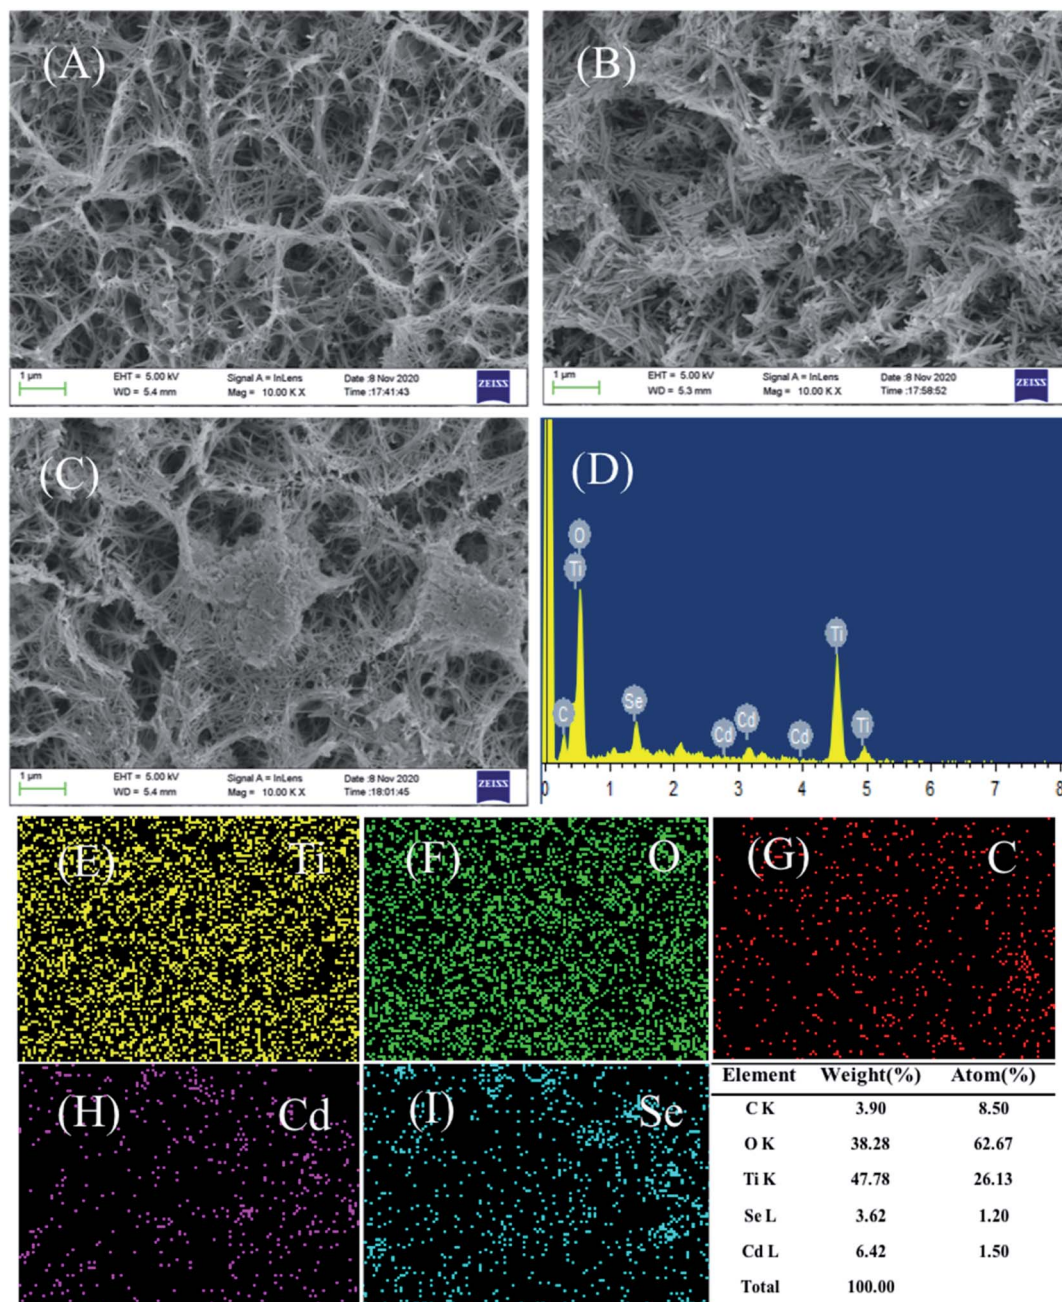 (A)
1 µm
EHT = 5.00 kV
Signal A = InLens
Date :8 Nov 2020
WD = 5.4 mm
Mag = 10.00 K X
Time :17:41:43
ZEISS
(B)
1 µm
EHT = 5.00 kV
Signal A = InLens
Date :8 Nov 2020
WD = 5.3 mm
Mag = 10.00 K X
Time :17:58:52
ZEISS
(C)
1 µm
EHT = 5.00 kV
Signal A = InLens
Date :8 Nov 2020
WD = 5.4 mm
Mag = 10.00 K X
Time :18:01:45
ZEISS
(D)
O
Ti
C
Se
Cd
Cd
Cd
Ti
Ti
0 1 2 3 4 5 6 7 8
(E) Ti
(F) O
(G) C
(H) Cd
(I) Se
Element Weight(%) Atom(%)
C K 3.90 8.50
O K 38.28 62.67
Ti K 47.78 26.13
Se L 3.62 1.20
Cd L 6.42 1.50
Total 100.00